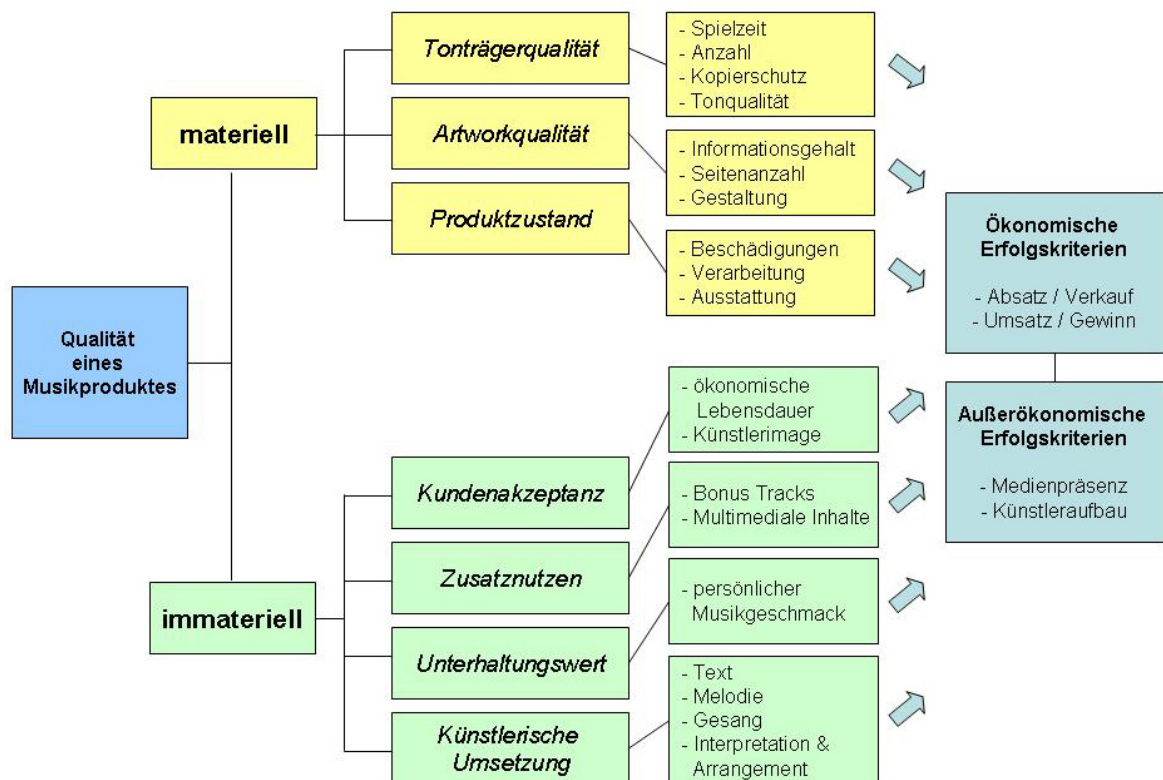 Qualität
eines
Musikproduktes
materiell
Tonträgerqualität
- Spielzeit
- Anzahl
- Kopierschutz
- Tonqualität
Artworkqualität
- Informationsgehalt
- Seitenanzahl
- Gestaltung
Produktzustand
- Beschädigungen
- Verarbeitung
- Ausstattung
immateriell
Kundenakzeptanz
- ökonomische
Lebensdauer
- Künstlerimage
Zusatznutzen
- Bonus Tracks
- Multimediale Inhalte
Unterhaltungswert
- persönlicher
Musikgeschmack
Künstlerische
Umsetzung
- Text
- Melodie
- Gesang
- Interpretation &
Arrangement
Ökonomische
Erfolgskriterien
- Absatz / Verkauf
- Umsatz / Gewinn
Außerökonomische
Erfolgskriterien
- Medienpräsenz
- Künstleraufbau